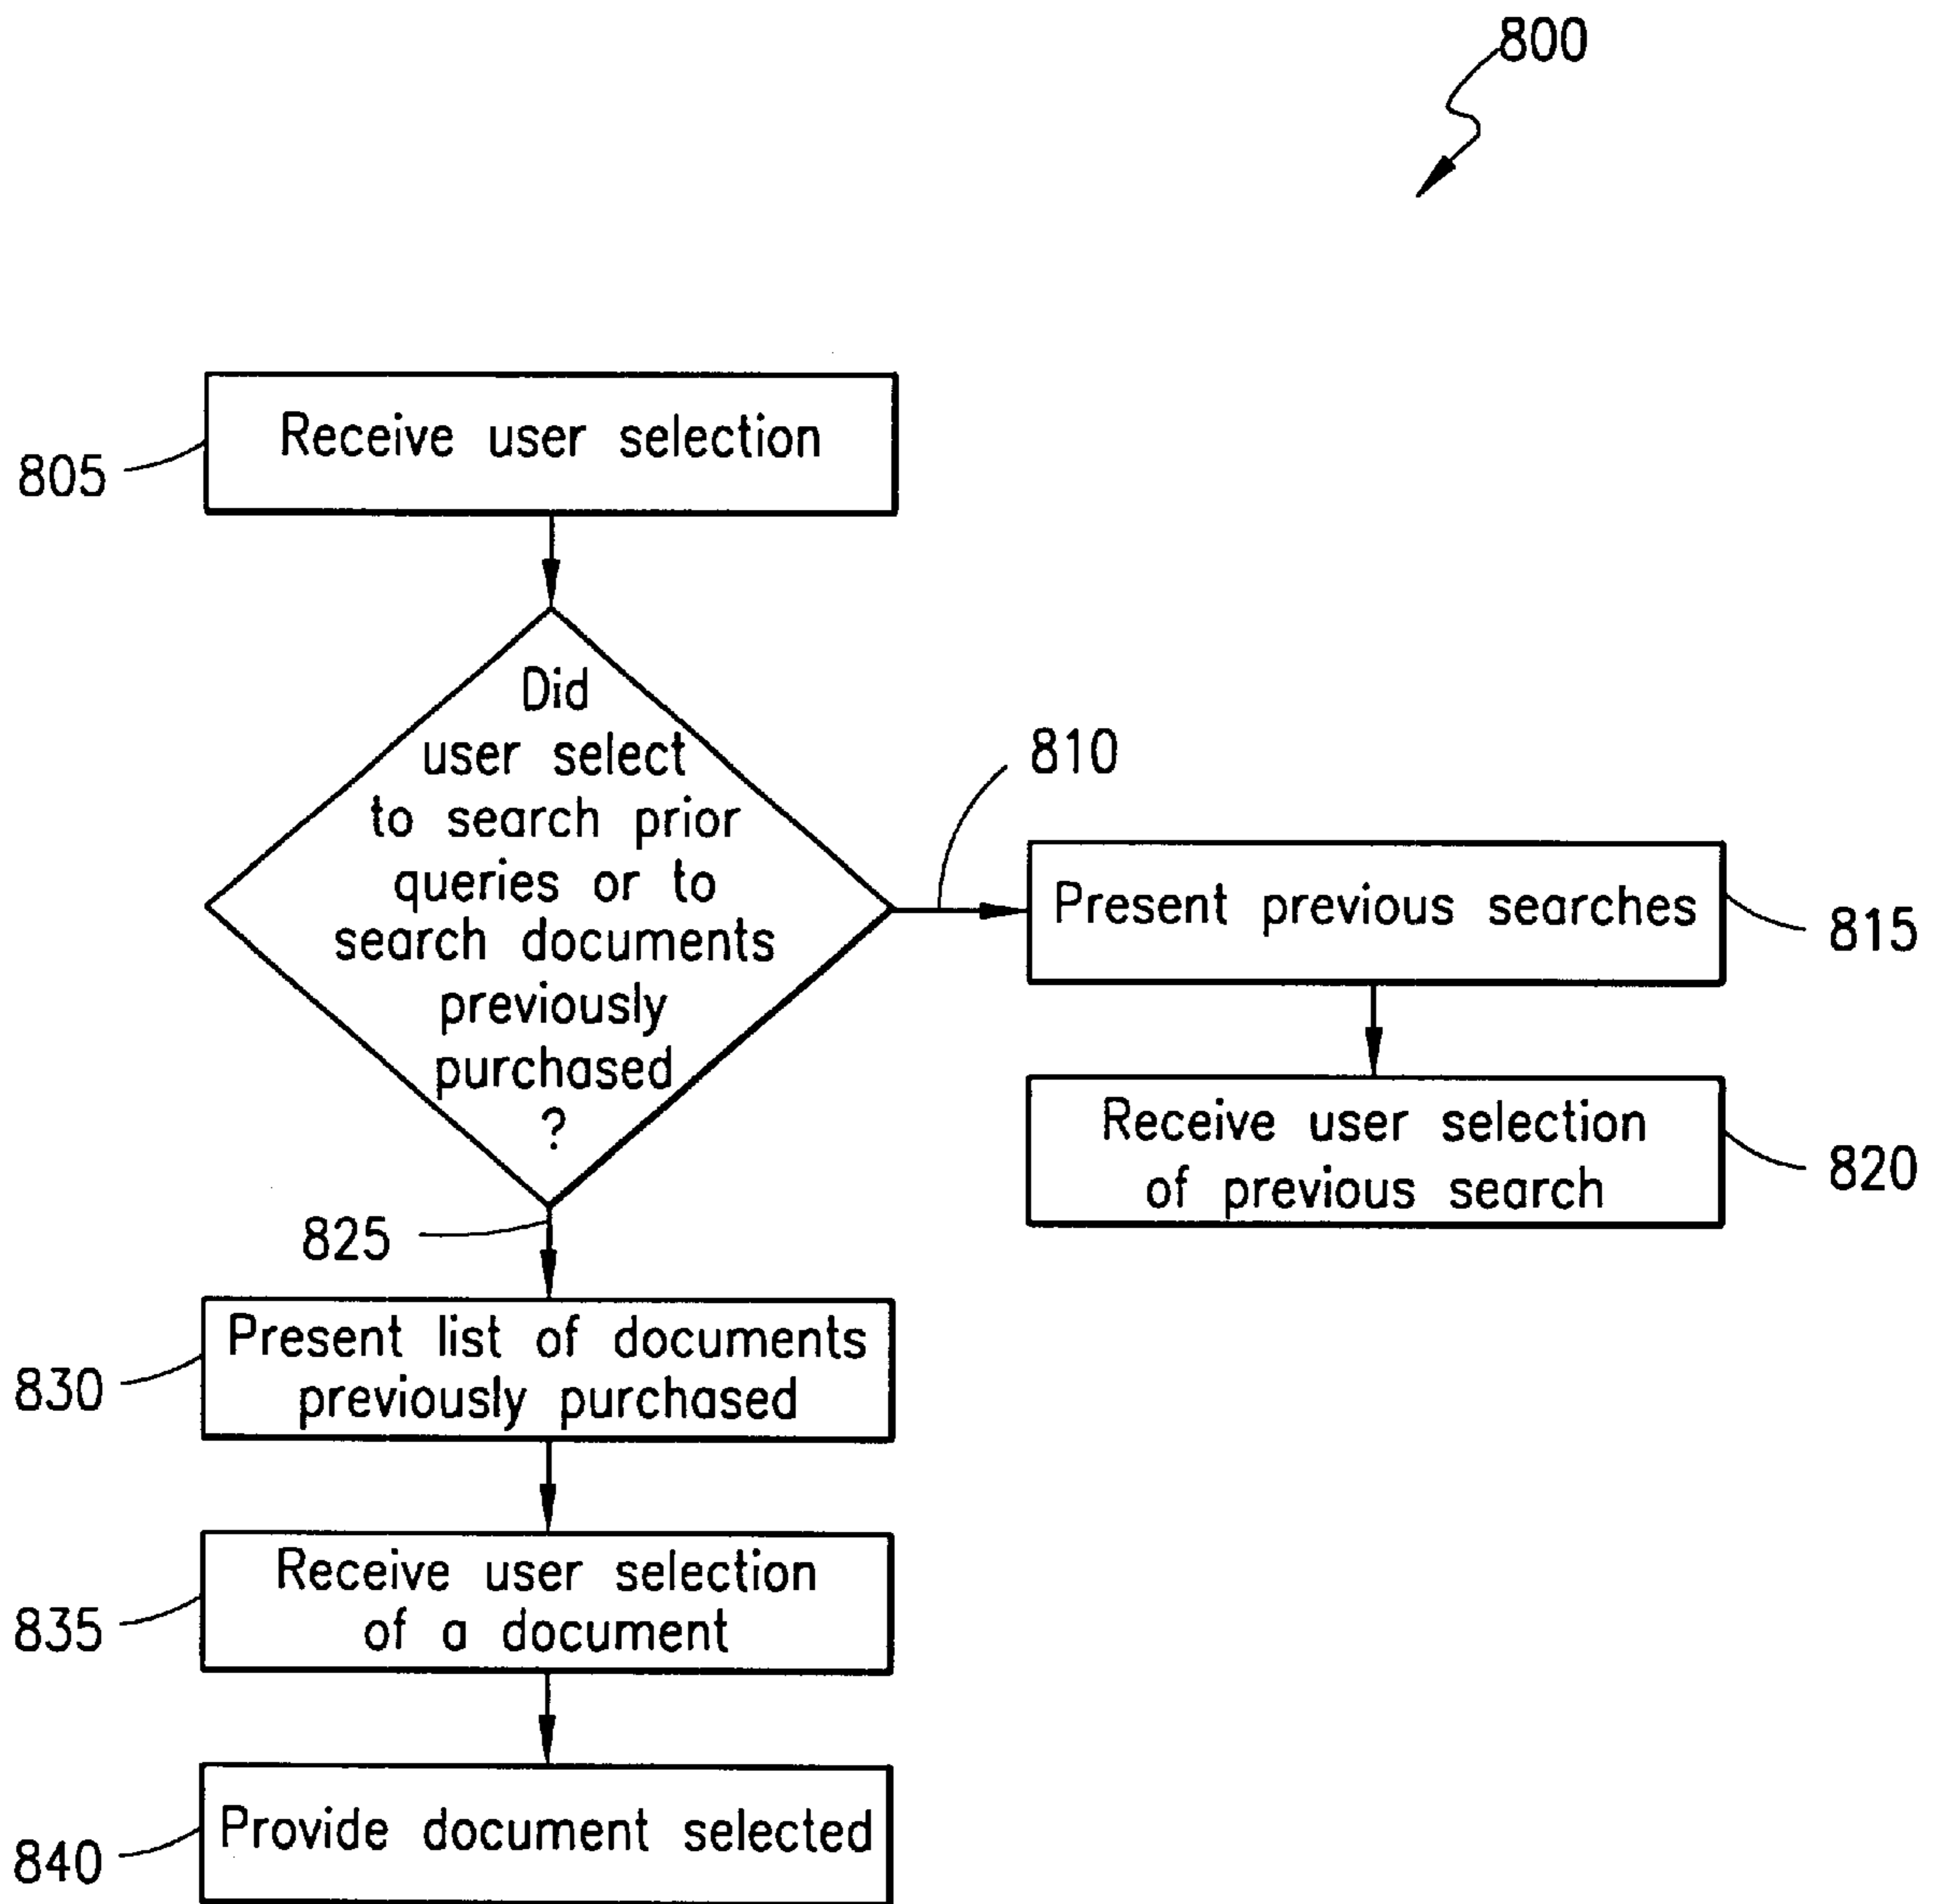 800
Receive user selection
805
Did
user select
to search prior
queries or to
search documents
previously
purchased
?
810
Present previous searches
815
Receive user selection
of previous search
820
825
Present list of documents
previously purchased
830
Receive user selection
of a document
835
Provide document selected
840